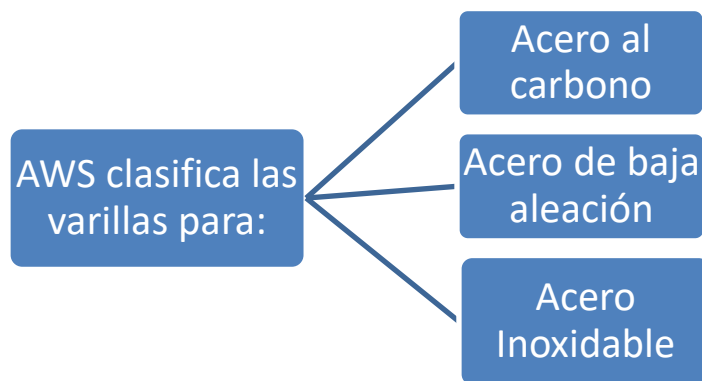 AWS clasifica las
varillas para:
Acero al
carbono
Acero de baja
aleación
Acero
Inoxidable